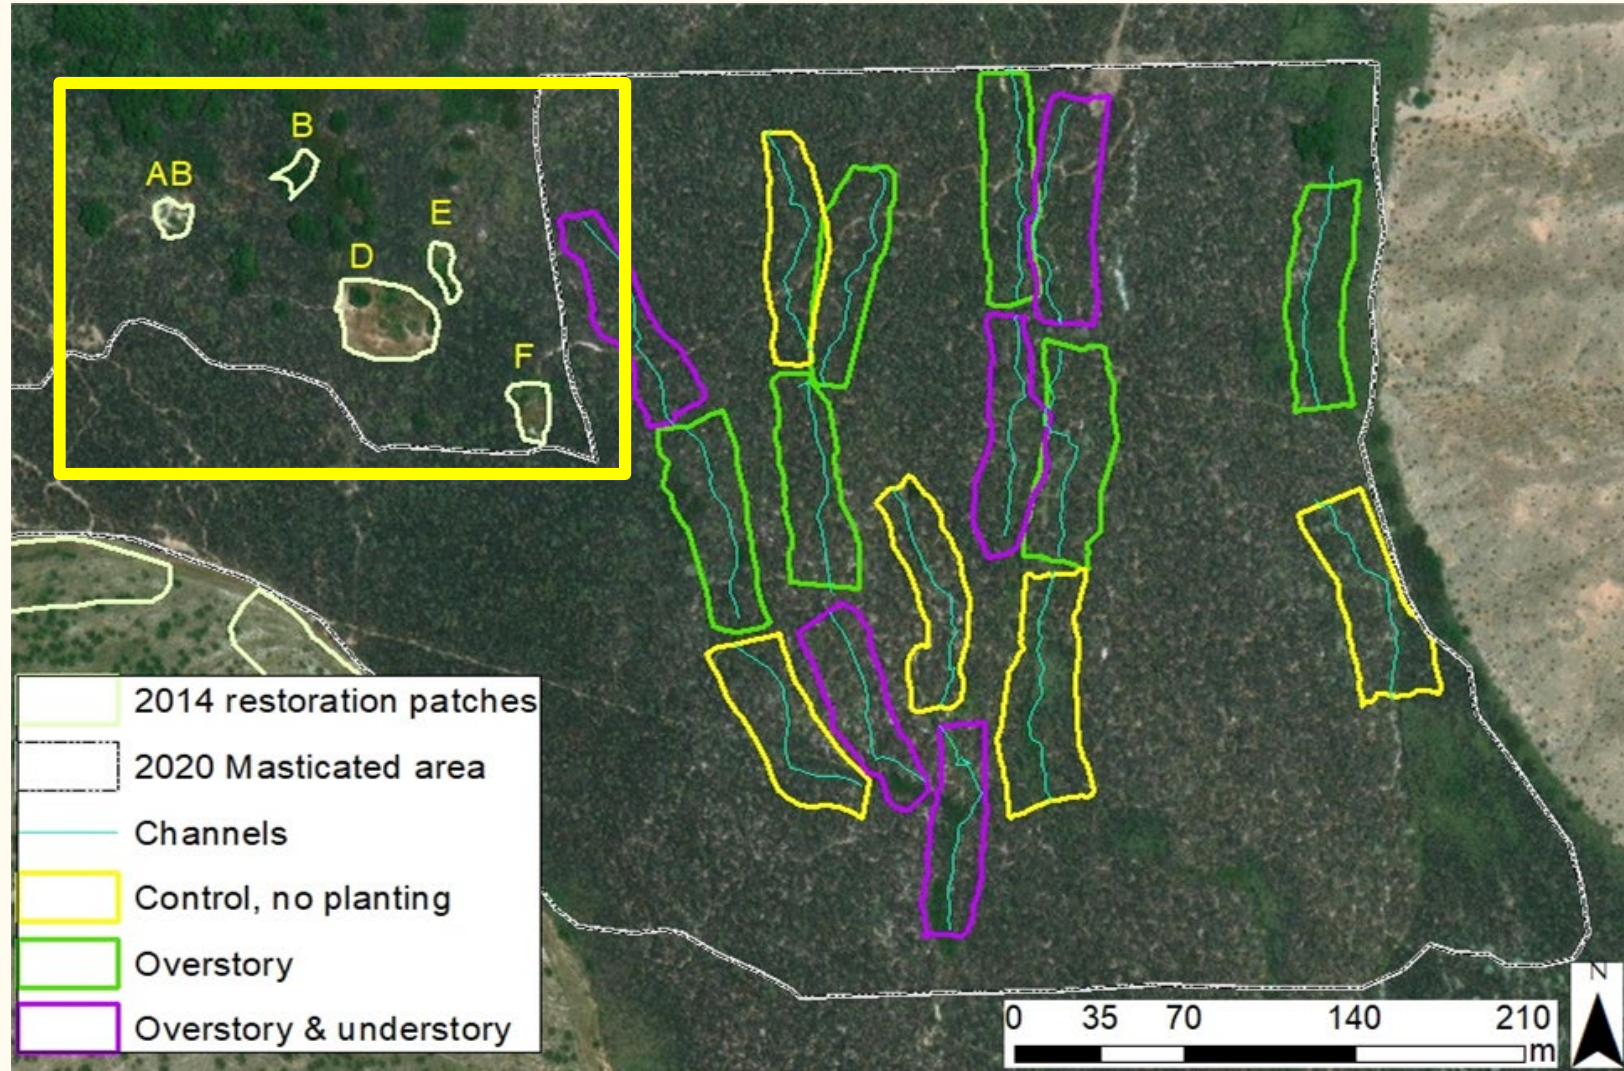 B
AB
E
D
F
2014 restoration patches
2020 Masticated area
Channels
Control, no planting
Overstory
Overstory & understory
0 35 70 140 210
m
N